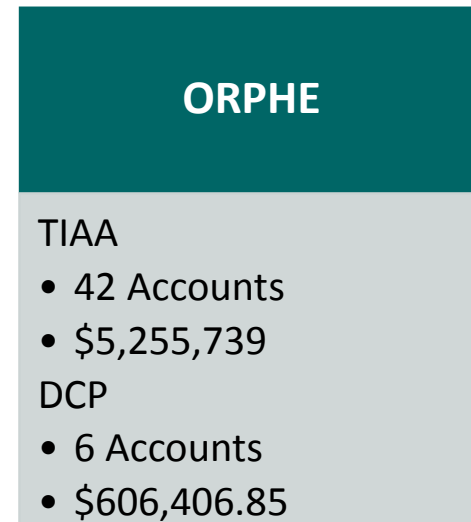 ORPHE
TIAA
• 42 Accounts
• $5,255,739
DCP
• 6 Accounts
• $606,406.85